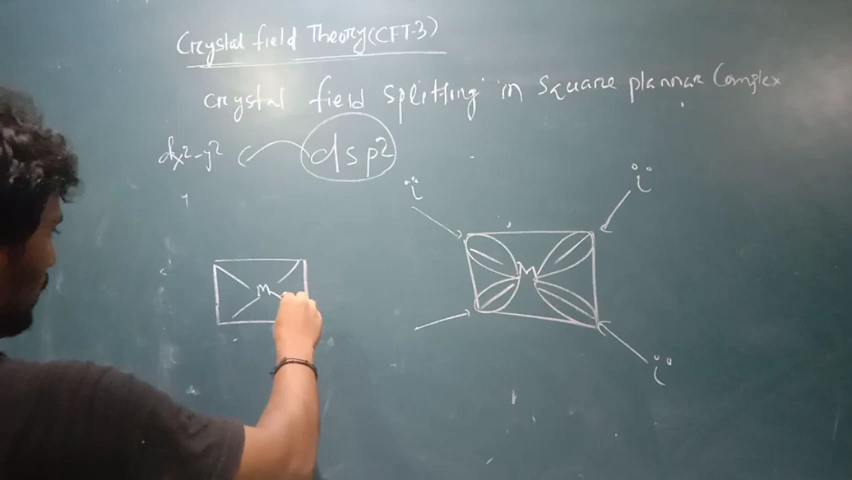 Crystal field Theory(CFT-3)
crystal field splitting in square plannar Complex
dx²-y² dsp²
L L
M M
L